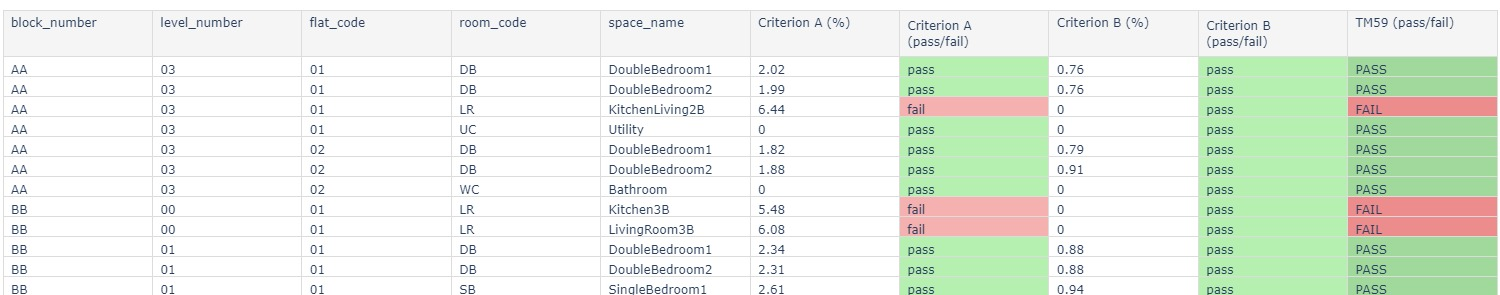 block_number level_number flat_code room_code space_name Criterion A (%) Criterion A (pass/fail) Criterion B (%) Criterion B (pass/fail) TM59 (pass/fail)
AA 03 01 DB DoubleBedroom1 2.02 pass 0.76 pass PASS
AA 03 01 DB DoubleBedroom2 1.99 pass 0.76 pass PASS
AA 03 01 LR KitchenLiving2B 6.44 fail 0 pass FAIL
AA 03 01 UC Utility 0 pass 0 pass PASS
AA 03 02 DB DoubleBedroom1 1.82 pass 0.79 pass PASS
AA 03 02 DB DoubleBedroom2 1.88 pass 0.91 pass PASS
AA 03 02 WC Bathroom 0 pass 0 pass PASS
BB 00 01 LR Kitchen3B 5.48 fail 0 pass FAIL
BB 00 01 LR LivingRoom3B 6.08 fail 0 pass FAIL
BB 01 01 DB DoubleBedroom1 2.34 pass 0.88 pass PASS
BB 01 01 DB DoubleBedroom2 2.31 pass 0.88 pass PASS
BB 01 01 SB SingleBedroom1 2.61 pass 0.94 pass PASS